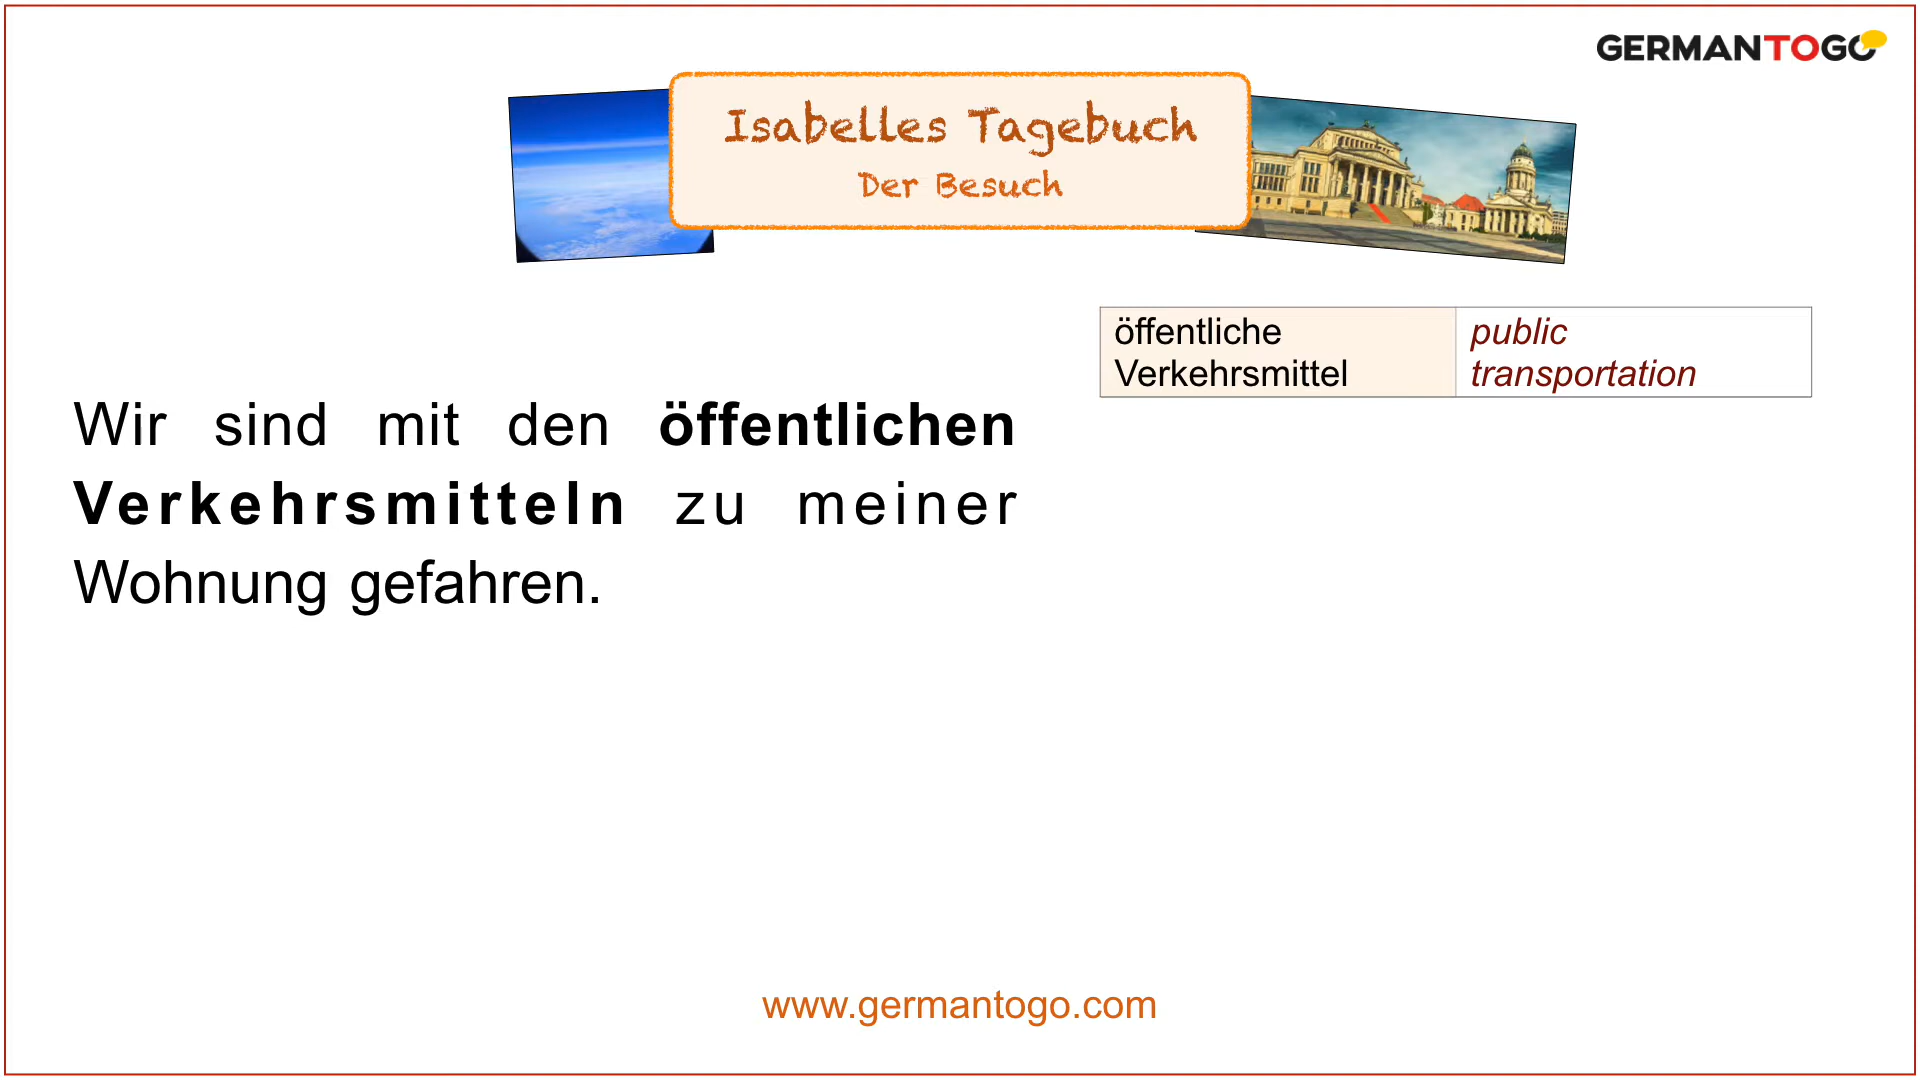 GERMANTOGO
Isabelles Tagebuch
Der Besuch
öffentliche
Verkehrsmittel
public
transportation
Wir sind mit den öffentlichen
Verkehrsmitteln zu meiner
Wohnung gefahren.
www.germantogo.com